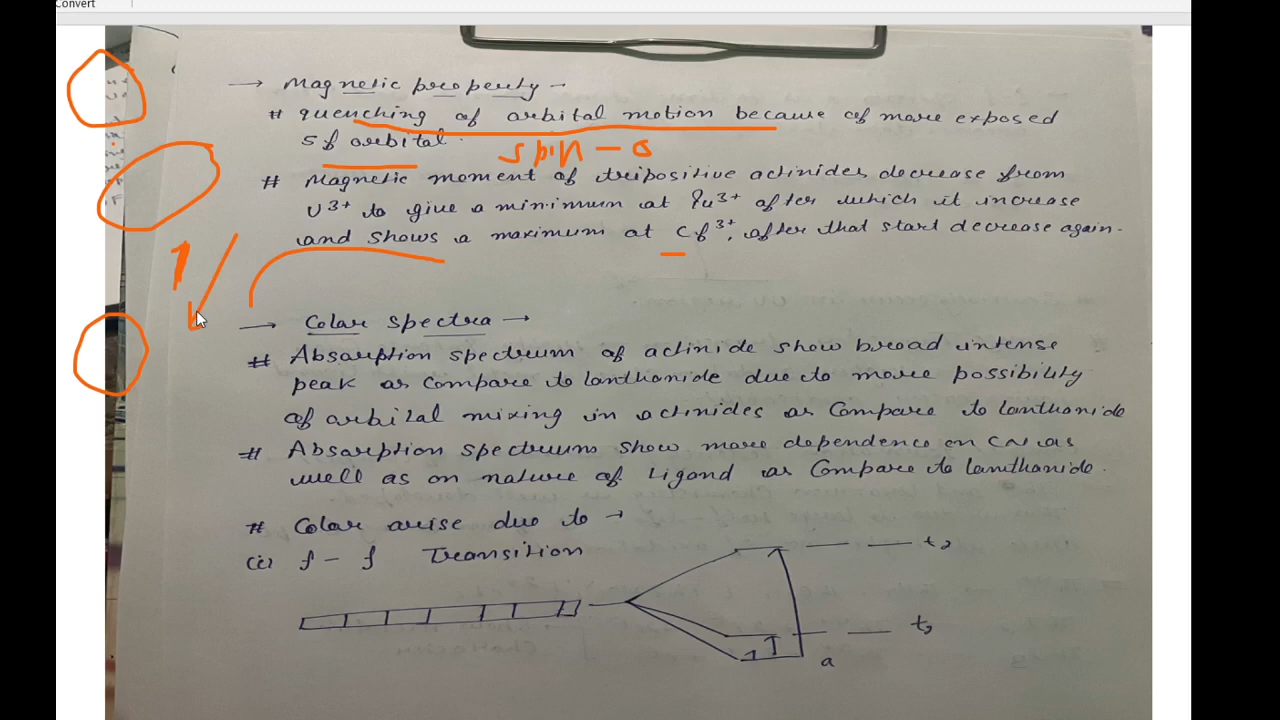 Convert
→ Magnetic property -
# quenching of orbital motion because of more exposed
5f orbital.
spin - o
# Magnetic moment of tripositive actinides decrease from
U3+ to give a minimum at Pu3+ after which it increase
and shows a maximum at Cf3+, after that start decrease again.
1
→ Color spectra →
# Absorption spectrum of actinide show broad intense
peak as compare to lanthanide due to more possibility
of orbital mixing in actinides as compare to lanthanide
# Absorption spectrum show more dependence on CN as
well as on nature of Ligand as compare to lanthanide.
# Color arise due to →
(i) f - f Transition
t2
t2
a